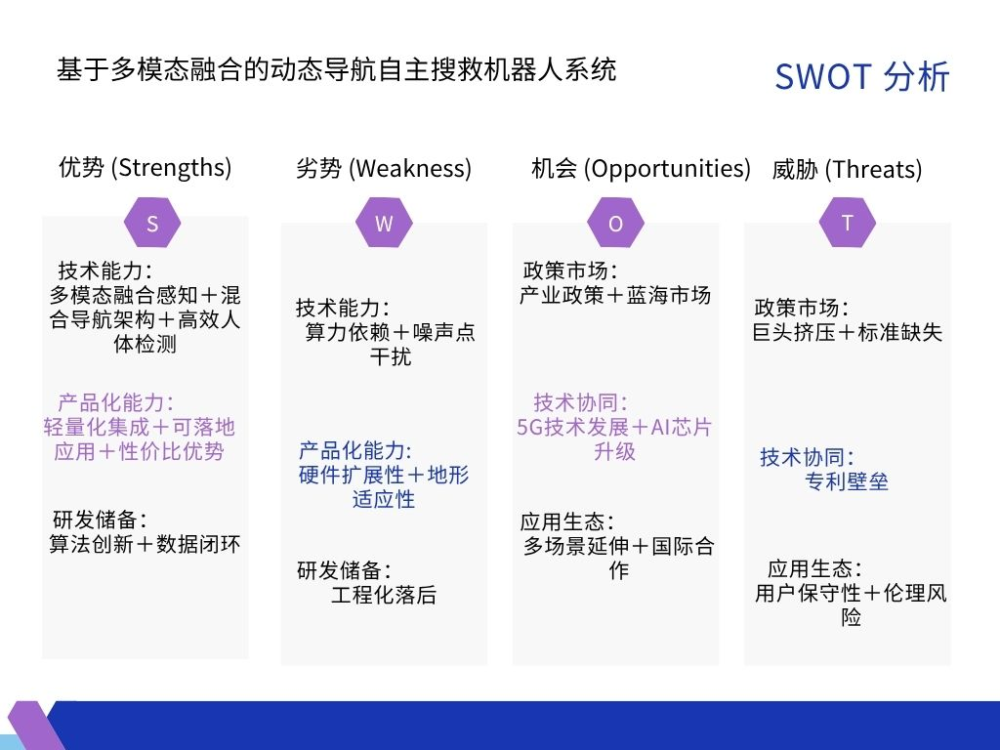 基于多模态融合的动态导航自主搜救机器人系统
SWOT 分析
优势 (Strengths)
S
技术能力：
多模态融合感知＋混
合导航架构＋高效人
体检测
产品化能力：
轻量化集成＋可落地
应用＋性价比优势
研发储备：
算法创新＋数据闭环
劣势 (Weakness)
W
技术能力：
算力依赖＋噪声点
干扰
产品化能力:
硬件扩展性＋地形
适应性
研发储备：
工程化落后
机会 (Opportunities)
O
政策市场：
产业政策＋蓝海市场
技术协同：
5G技术发展＋AI芯片
升级
应用生态：
多场景延伸＋国际合
作
威胁 (Threats)
T
政策市场：
巨头挤压＋标准缺失
技术协同：
专利壁垒
应用生态：
用户保守性＋伦理风
险